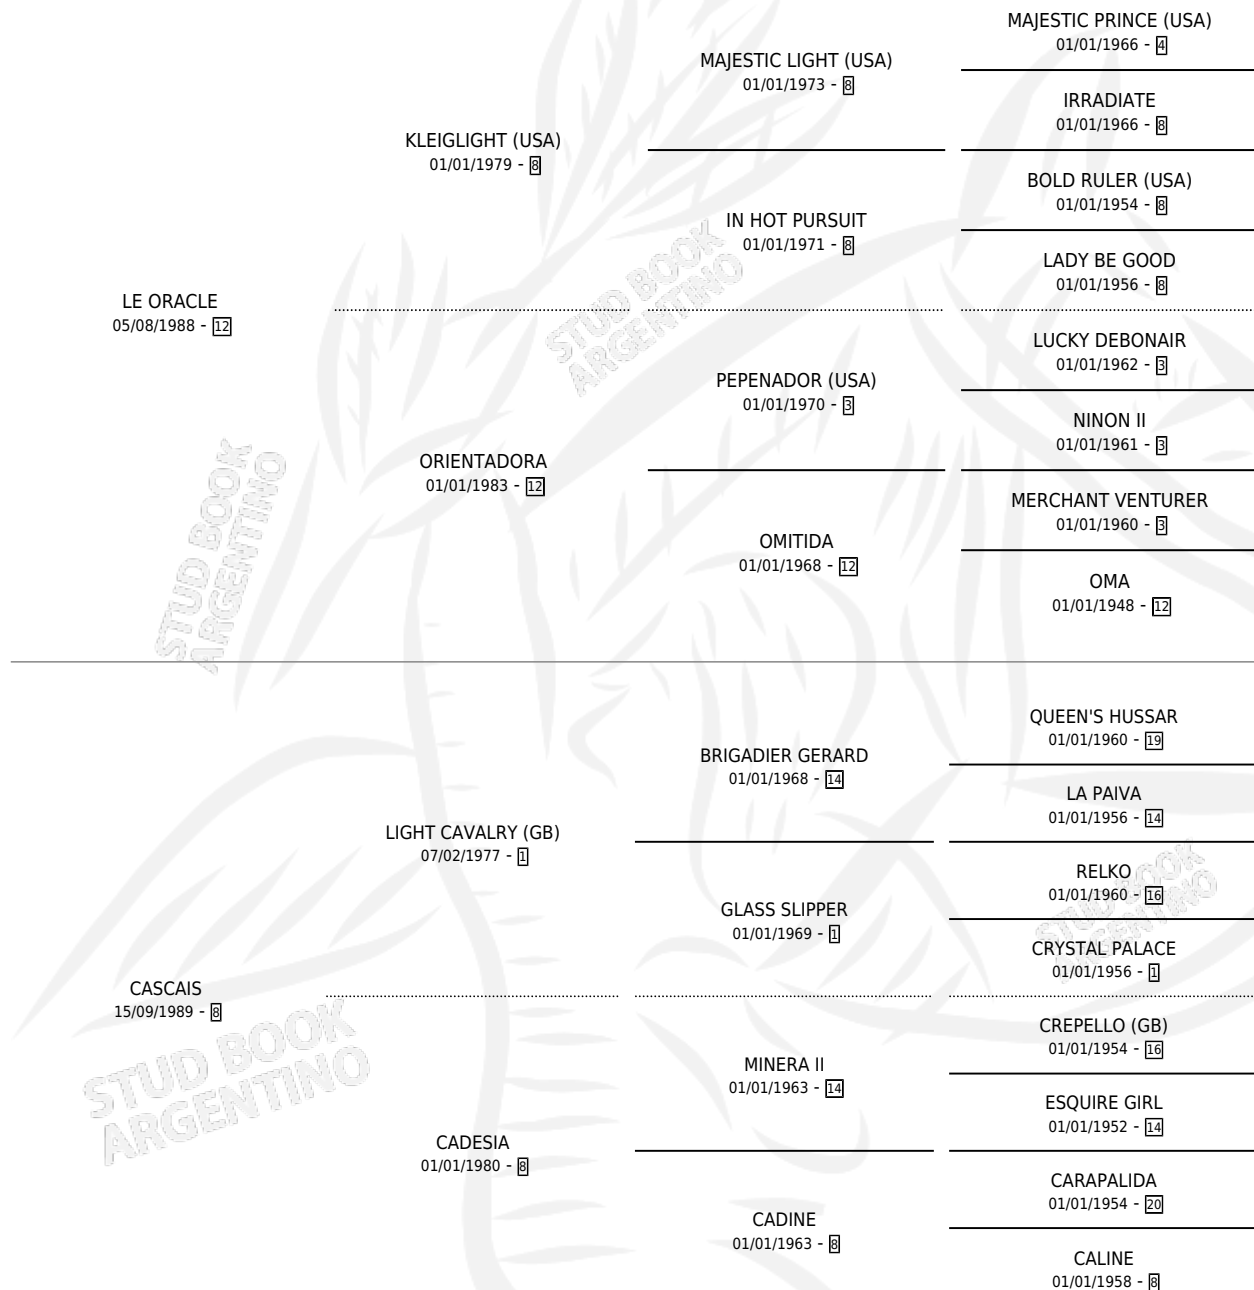 MAJESTIC PRINCE (USA)
01/01/1966 - 4
MAJESTIC LIGHT (USA)
01/01/1973 - 8
IRRADIATE
01/01/1966 - 8
KLEIGLIGHT (USA)
01/01/1979 - 8
BOLD RULER (USA)
01/01/1954 - 8
IN HOT PURSUIT
01/01/1971 - 8
LADY BE GOOD
01/01/1956 - 8
LE ORACLE
05/08/1988 - 12
LUCKY DEBONAIR
01/01/1962 - 3
PEPENADOR (USA)
01/01/1970 - 3
NINON II
01/01/1961 - 3
ORIENTADORA
01/01/1983 - 12
MERCHANT VENTURER
01/01/1960 - 3
OMITIDA
01/01/1968 - 12
OMA
01/01/1948 - 12
QUEEN'S HUSSAR
01/01/1960 - 19
BRIGADIER GERARD
01/01/1968 - 14
LA PAIVA
01/01/1956 - 14
LIGHT CAVALRY (GB)
07/02/1977 - 1
RELKO
01/01/1960 - 16
GLASS SLIPPER
01/01/1969 - 1
CRYSTAL PALACE
01/01/1956 - 1
CASCAIS
15/09/1989 - 8
CREPELLO (GB)
01/01/1954 - 16
MINERA II
01/01/1963 - 14
ESQUIRE GIRL
01/01/1952 - 14
CADESIA
01/01/1980 - 8
CARAPALIDA
01/01/1954 - 20
CADINE
01/01/1963 - 8
CALINE
01/01/1958 - 8
STUD BOOK
ARGENTINO
STUD BOOK
ARGENTINO
STUD BOOK
ARGENTINO
STUD BOOK
ARGENTINO